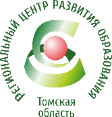 РЕГИОНАЛЬНЫЙ ЦЕНТР РАЗВИТИЯ ОБРАЗОВАНИЯ
Томская
область